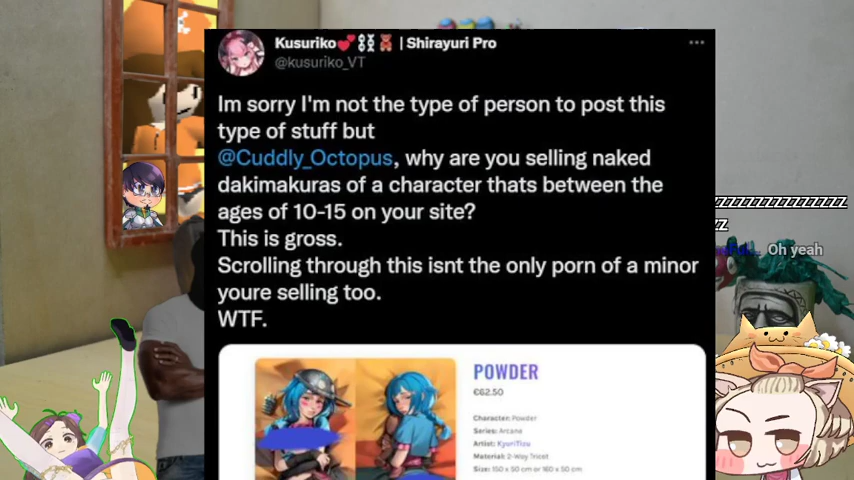 Kusuriko💕⛓🧸 | Shirayuri Pro
@kusuriko_VT
Im sorry I'm not the type of person to post this
type of stuff but
@Cuddly_Octopus, why are you selling naked
dakimakuras of a character thats between the
ages of 10-15 on your site?
This is gross.
Scrolling through this isnt the only porn of a minor
youre selling too.
WTF.
POWDER
€62.50
Character: Powder
Series: Arcane
Artist: KyuriTizu
Material: 2-Way Tricot
Size: 150 x 50 cm or 160 x 50 cm
Oh yeah